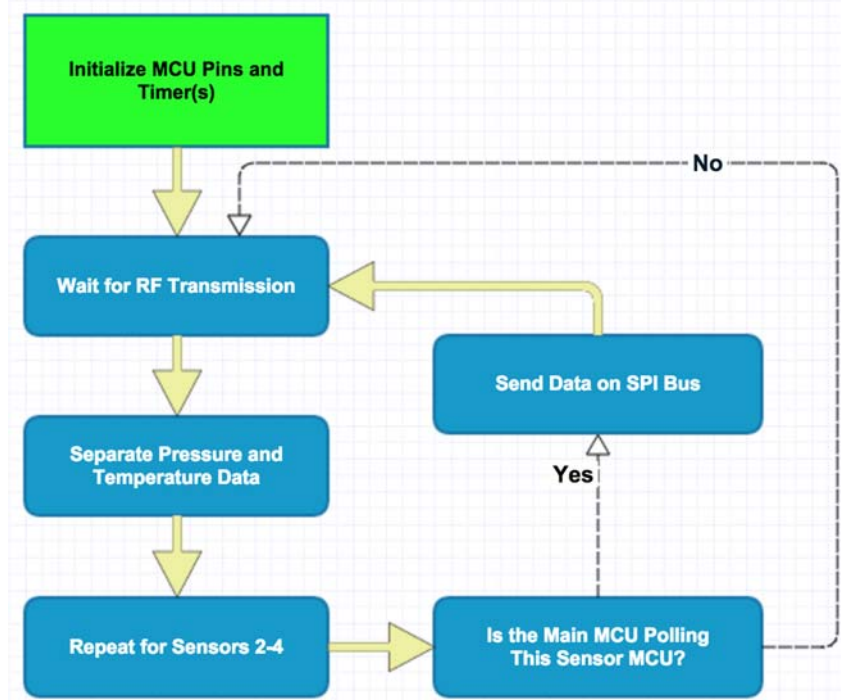 Initialize MCU Pins and
Timer(s)
No
Wait for RF Transmission
Send Data on SPI Bus
Separate Pressure and
Temperature Data
Yes
Repeat for Sensors 2-4
Is the Main MCU Polling
This Sensor MCU?